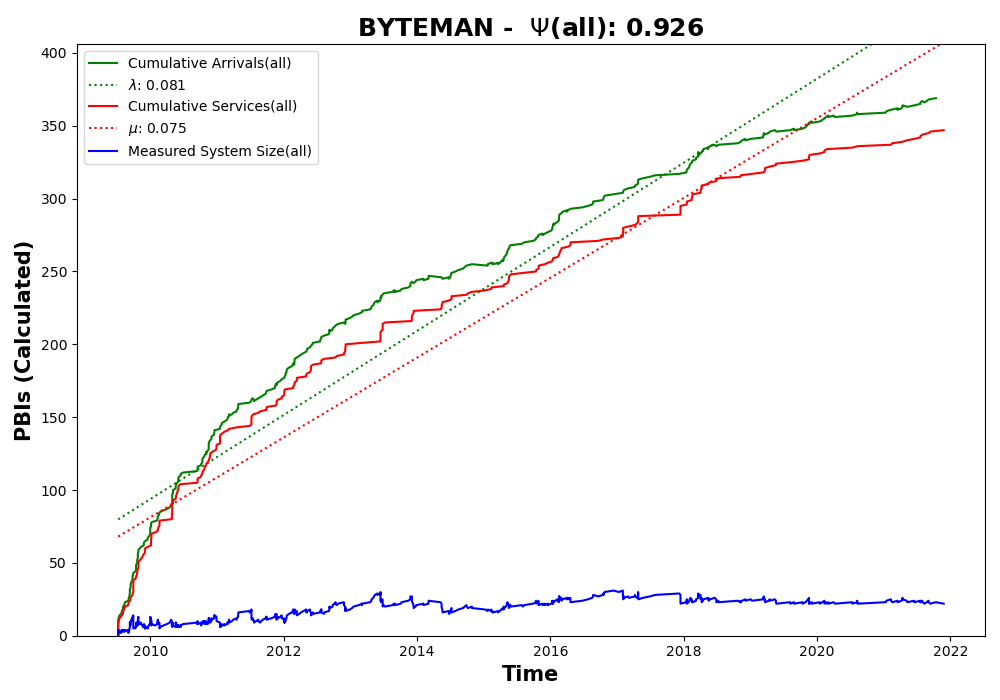 BYTEMAN -  Ψ(all): 0.926
Cumulative Arrivals(all)
λ: 0.081
Cumulative Services(all)
μ: 0.075
Measured System Size(all)
PBIs (Calculated)
400
350
300
250
200
150
100
50
0
2010 2012 2014 2016 2018 2020 2022
Time